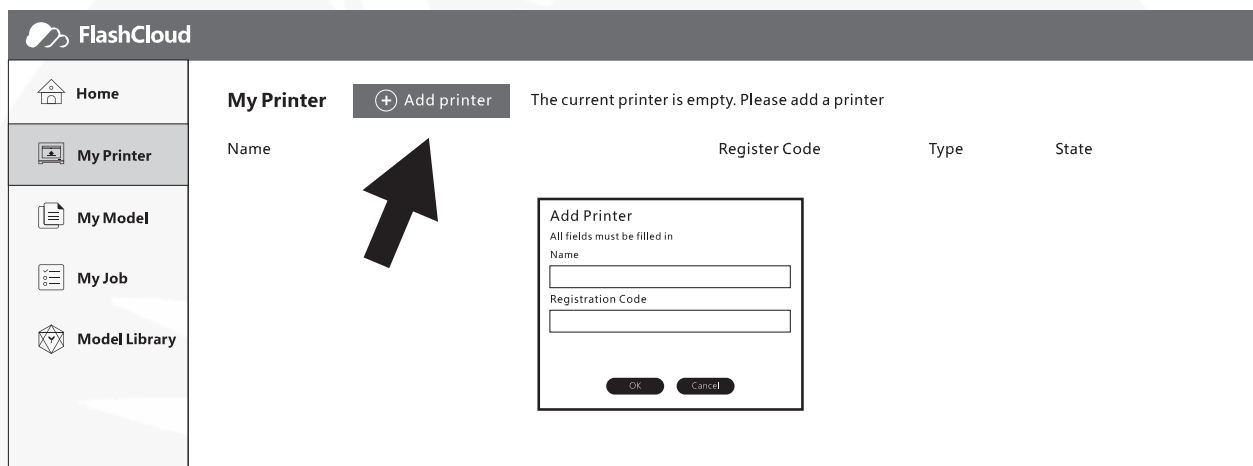 FlashCloud
Home
My Printer
My Model
My Job
Model Library
My Printer
Add printer
The current printer is empty. Please add a printer
Name
Register Code
Type
State
Add Printer
All fields must be filled in
Name
Registration Code
OK
Cancel